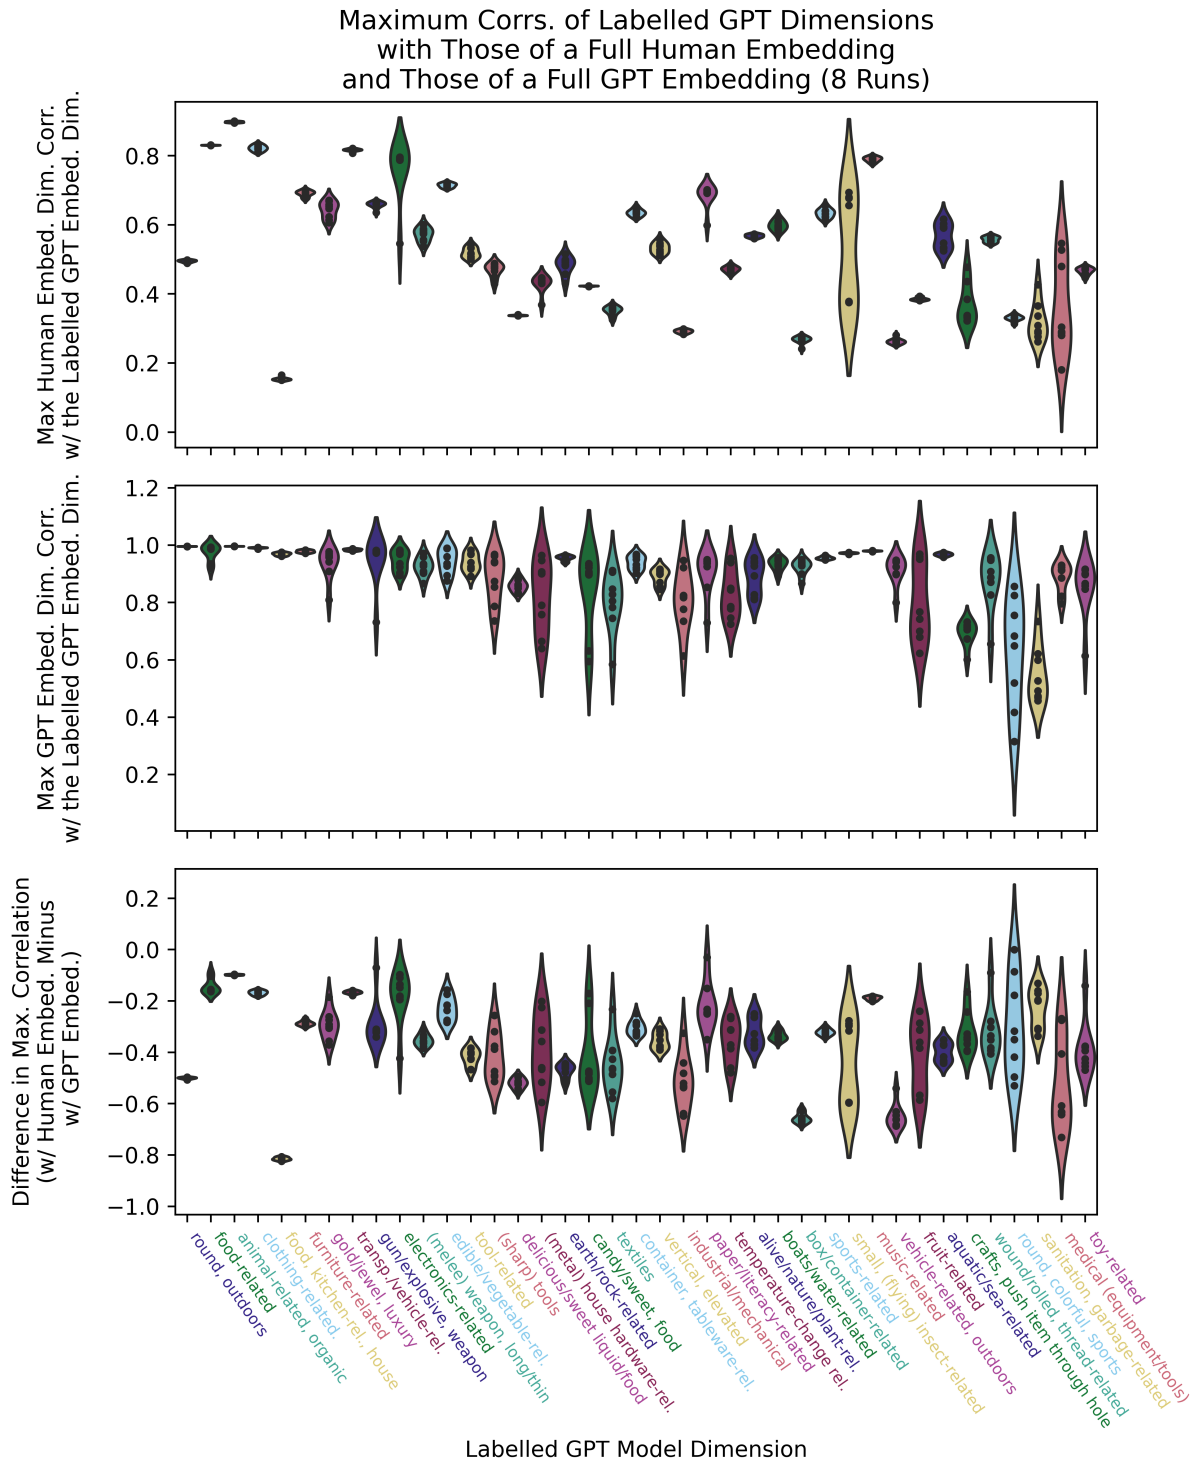 Maximum Corrs. of Labelled GPT Dimensions
with Those of a Full Human Embedding
and Those of a Full GPT Embedding (8 Runs)
Max Human Embed. Dim. Corr.
w/ the Labelled GPT Embed. Dim.
0.8
0.6
0.4
0.2
0.0
Max GPT Embed. Dim. Corr.
w/ the Labelled GPT Embed. Dim.
1.2
1.0
0.8
0.6
0.4
0.2
Difference in Max. Correlation
(w/ Human Embed. Minus
w/ GPT Embed.)
0.2
0.0
−0.2
−0.4
−0.6
−0.8
−1.0
round, outdoors
food-related
animal-related, organic
clothing-related,
food, kitchen-rel., house
furniture-related
gold/jewel, luxury
transp./vehicle-rel.
gun/explosive, weapon
electronics-related
(melee) weapon, long/thin
edible/vegetable-rel.
tool-related
(sharp) tools
delicious/sweet liquid/food
(metal) house hardware-rel.
earth/rock-related
candy/sweet, food
textiles
container, tableware-rel.
vertical, elevated
industrial/mechanical
paper/literacy-related
temperature-change rel.
alive/nature/plant-rel.
boats/water-related
box/container-related
sports-related
small, (flying) Insect-related
music-related
vehicle-related, outdoors
fruit-related
aquatic/sea-related
crafts, push item through hole
wound/rolled, thread-related
round, colorful, sports
sanitation, garbage-related
medical (equipment/tools)
toy-related
Labelled GPT Model Dimension